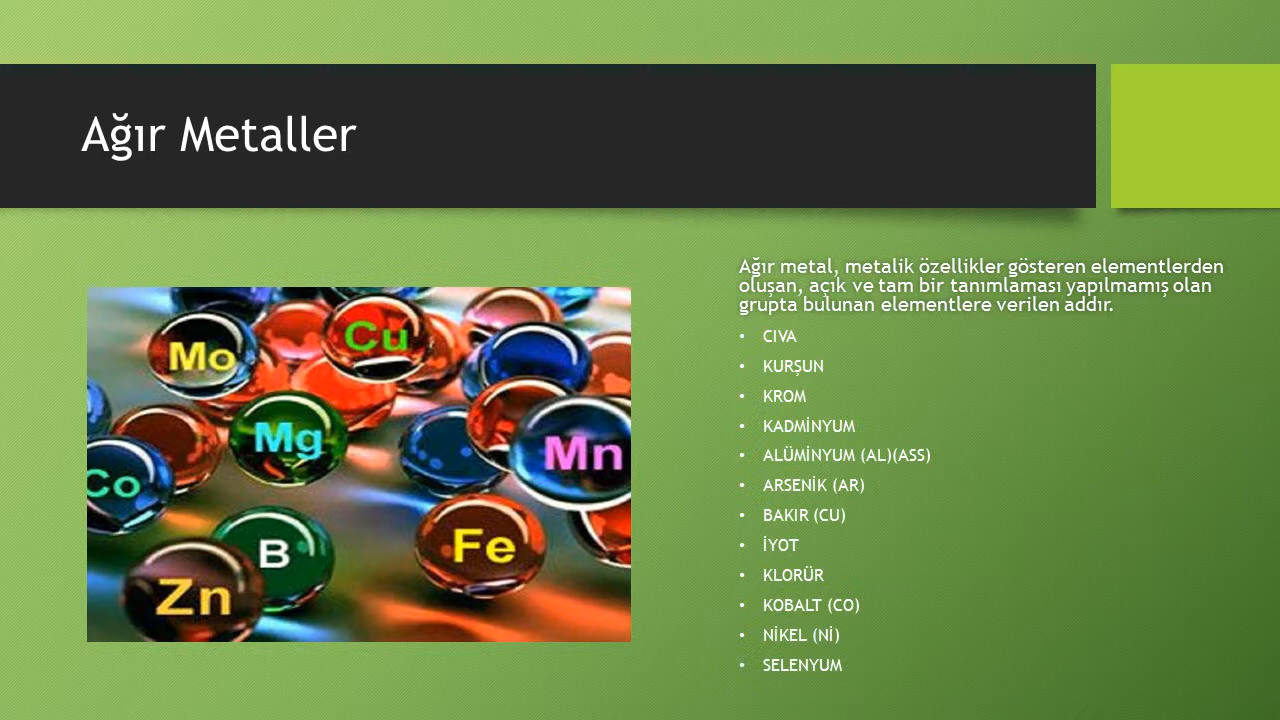 Ağır Metaller
Ağır metal, metalik özellikler gösteren elementlerden
oluşan, açık ve tam bir tanımlaması yapılmamış olan
grupta bulunan elementlere verilen addır.
• CIVA
• KURŞUN
• KROM
• KADMİNYUM
• ALÜMİNYUM (AL)(ASS)
• ARSENİK (AR)
• BAKIR (CU)
• İYOT
• KLORÜR
• KOBALT (CO)
• NİKEL (Nİ)
• SELENYUM
Mo
Cu
Mg
Mn
Co
B
Fe
Zn